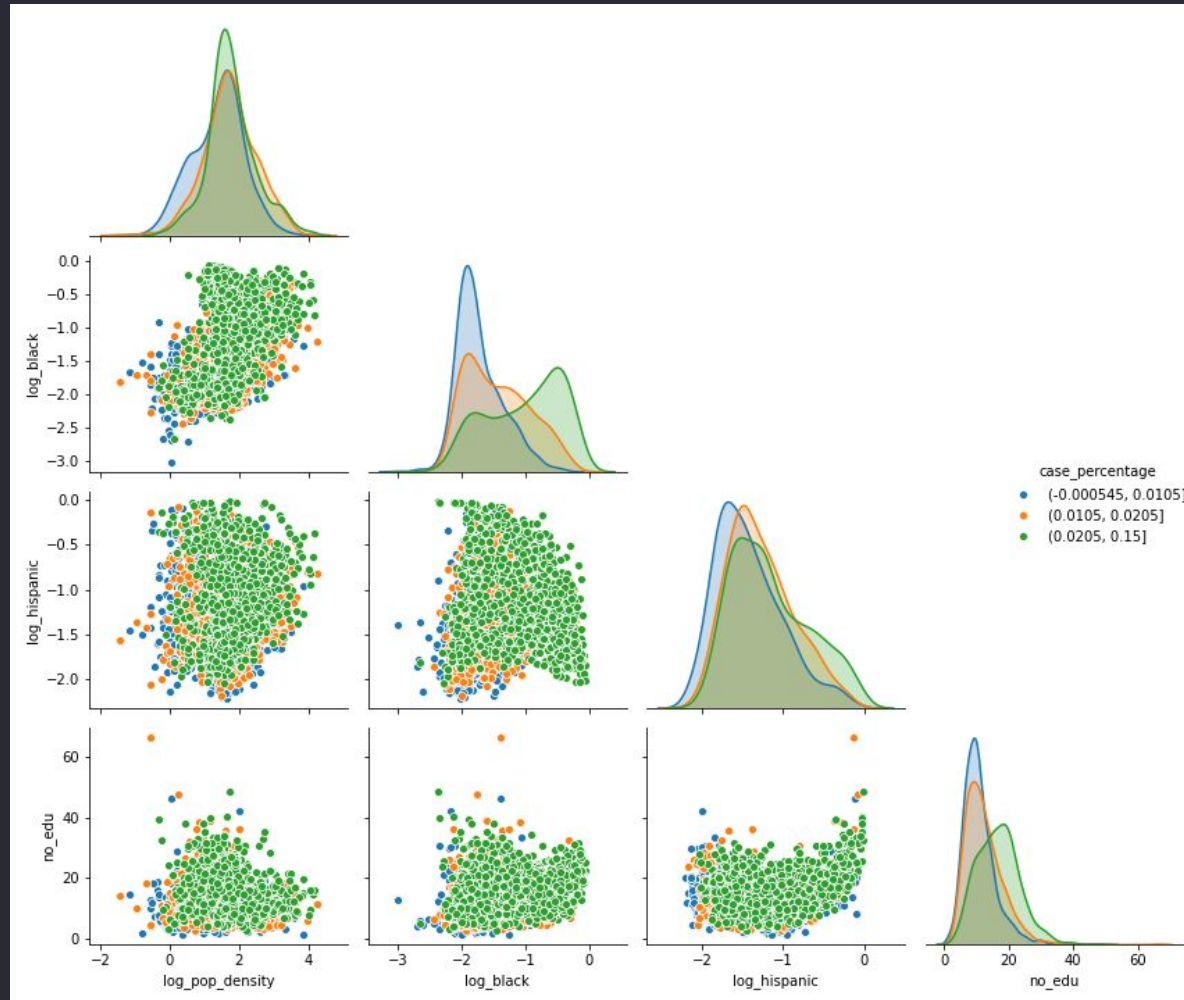 0.0
−0.5
−1.0
−1.5
−2.0
−2.5
−3.0
log_black
0.0
−0.5
−1.0
−1.5
−2.0
log_hispanic
case_percentage
(-0.000545, 0.0105]
(0.0105, 0.0205]
(0.0205, 0.15]
60
40
20
0
no_edu
−2 0 2 4
log_pop_density
−3 −2 −1 0
log_black
−2 −1 0
log_hispanic
0 20 40 60
no_edu